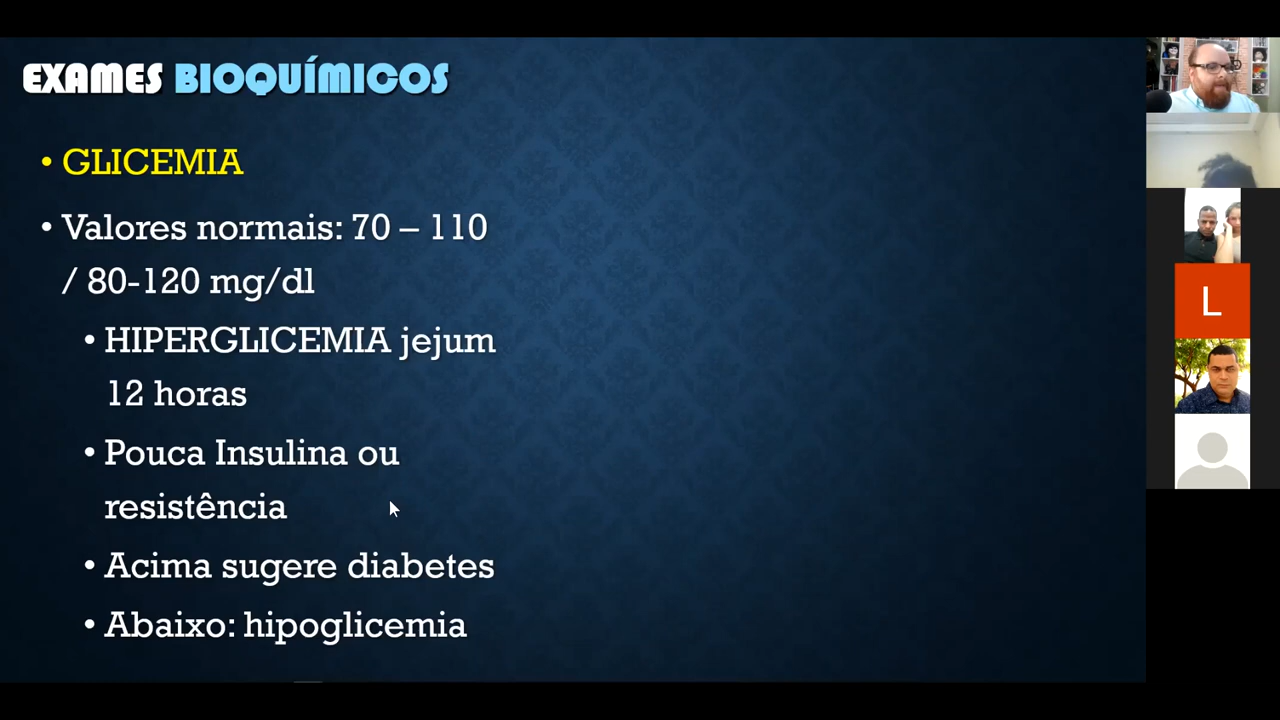 EXAMES BIOQUÍMICOS
• GLICEMIA
• Valores normais: 70 – 110
/ 80-120 mg/dl
• HIPERGLICEMIA jejum
12 horas
• Pouca Insulina ou
resistência
• Acima sugere diabetes
• Abaixo: hipoglicemia
L